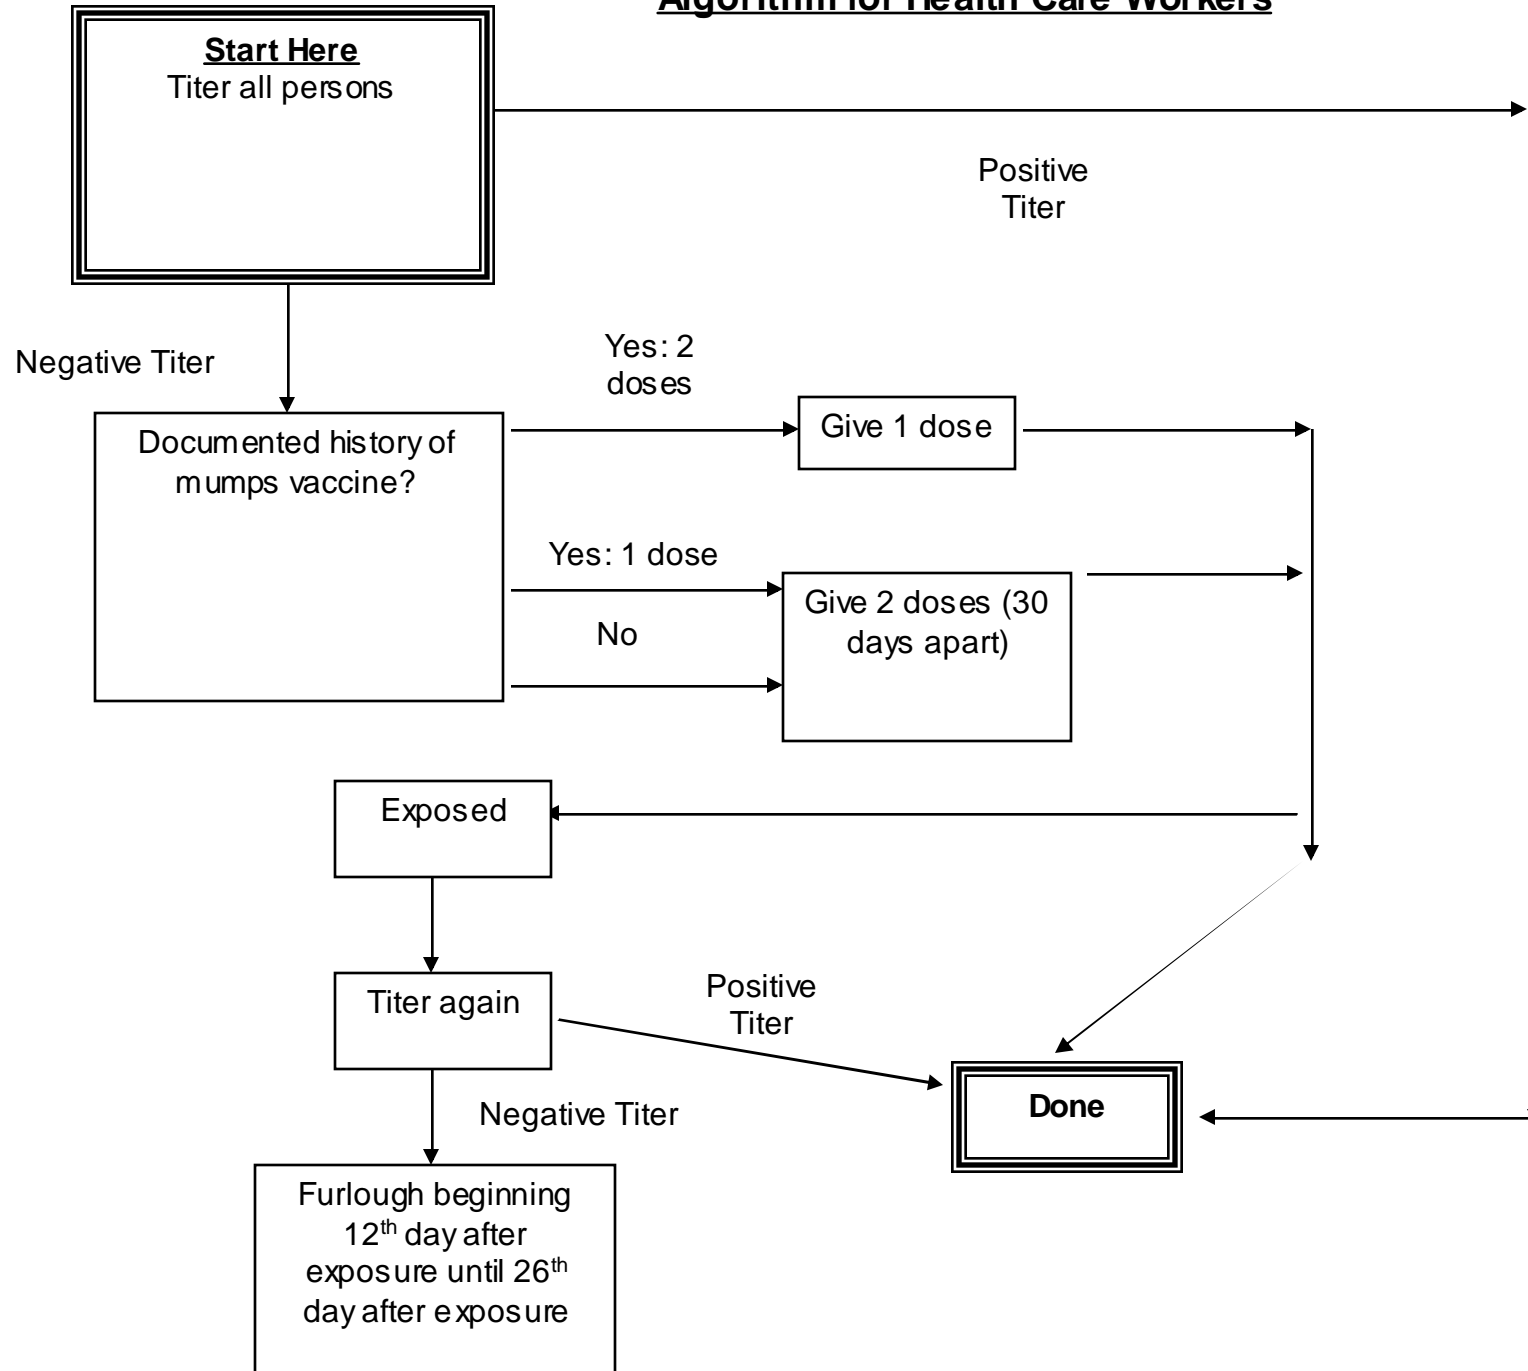 Algorithm for Health Care Workers
Start Here
Titer all persons
Positive
Titer
Negative Titer
Yes: 2
doses
Give 1 dose
Documented history of
mumps vaccine?
Yes: 1 dose
Give 2 doses (30
days apart)
No
Exposed
Titer again
Positive
Titer
Done
Negative Titer
Furlough beginning
12th day after
exposure until 26th
day after exposure